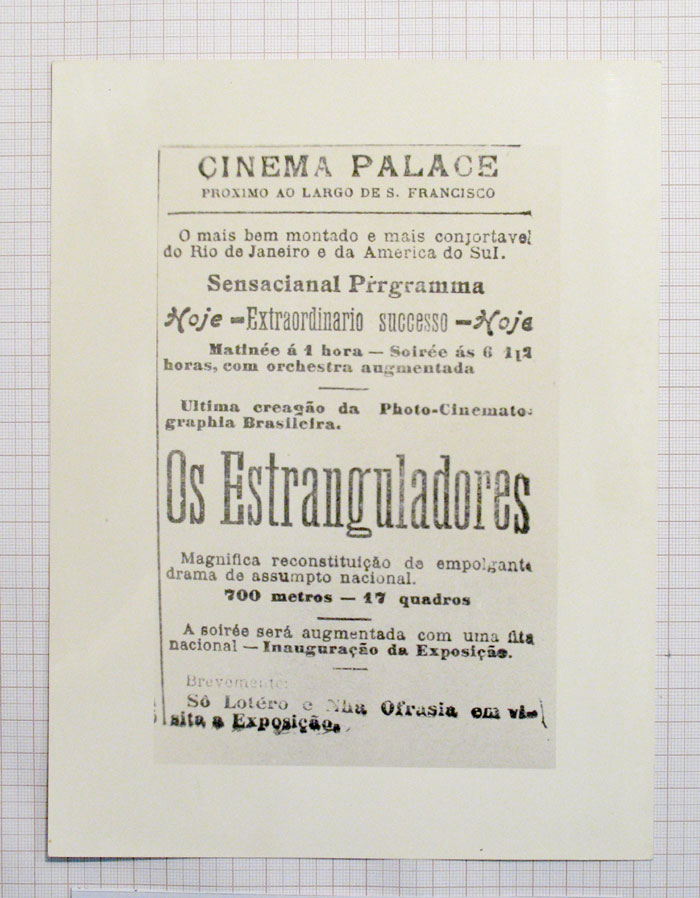 CINEMA PALACE
PROXIMO AO LARGO DE S. FRANCISCO
O mais bem montado e mais confortavel
do Rio de Janeiro e da America do Sul.
Sensacianal Prrgramma
Hoje - Extraordinario successo - Hoje
Matinée á 1 hora — Soirée ás 6 1|2
horas, com orchestra augmentada
Ultima creação da Photo-Cinemato-
graphia Brasileira.
Os Estranguladores
Magnifica reconstituição de empolgante
drama de assumpto nacional.
700 metros — 17 quadros
A soirée será augmentada com uma fita
nacional — Inauguração da Exposição.
Brevemente:
Sô Lotéro e Nha Ofrasia em vi-
sita a Exposição.